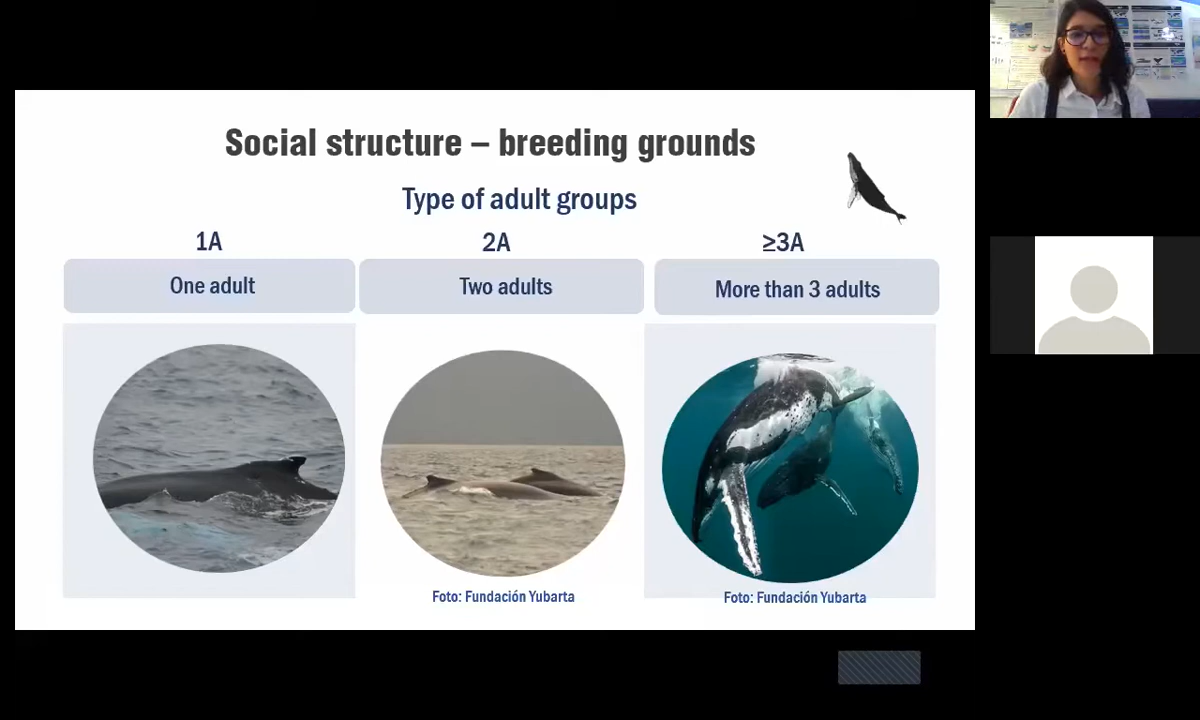 Social structure – breeding grounds
Type of adult groups
1A
2A
≥3A
One adult
Two adults
More than 3 adults
Foto: Fundación Yubarta
Foto: Fundación Yubarta